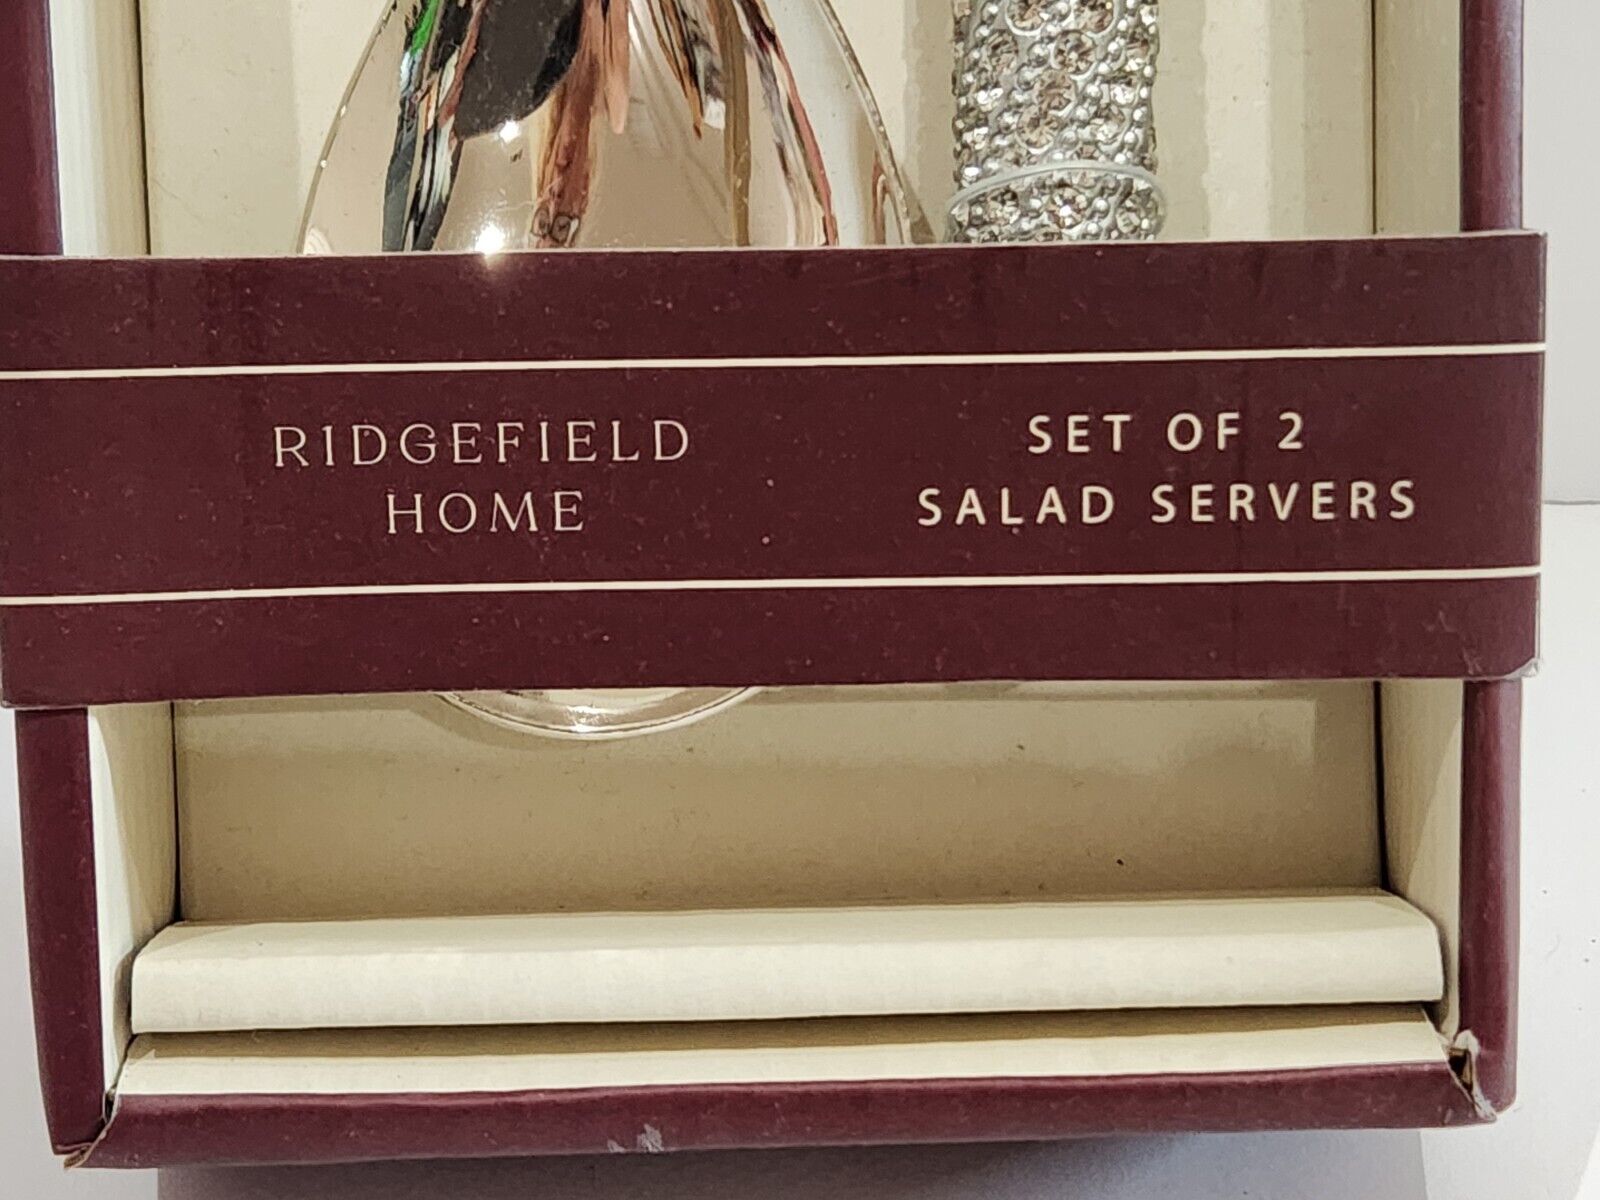 RIDGEFIELD
HOME
SET OF 2
SALAD SERVERS